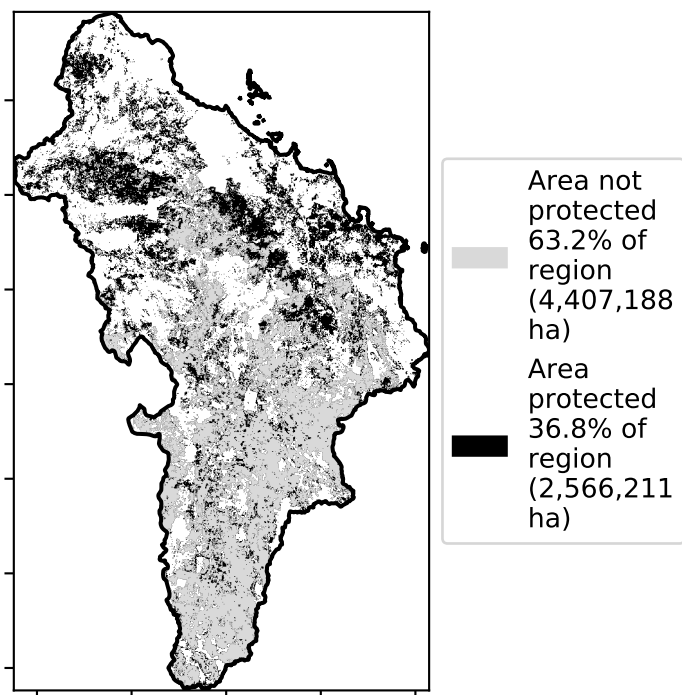 Area not
protected
63.2% of
region
(4,407,188
ha)
Area
protected
36.8% of
region
(2,566,211
ha)